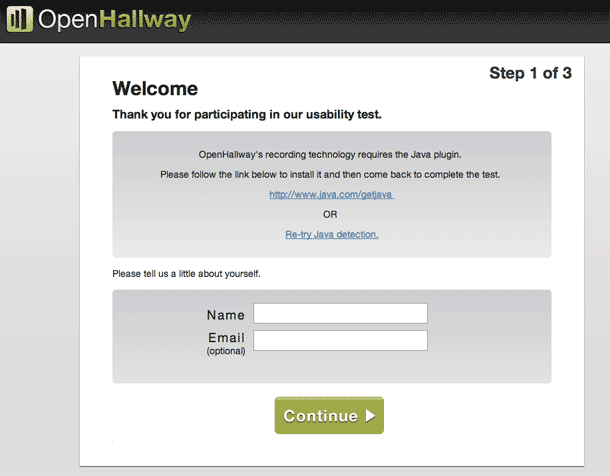 OpenHallway
Step 1 of 3
Welcome
Thank you for participating in our usability test.
OpenHallway's recording technology requires the Java plugin.
Please follow the link below to install it and then come back to complete the test.
http://www.java.com/getjava
OR
Re-try Java detection.
Please tell us a little about yourself.
Name
Email
(optional)
Continue